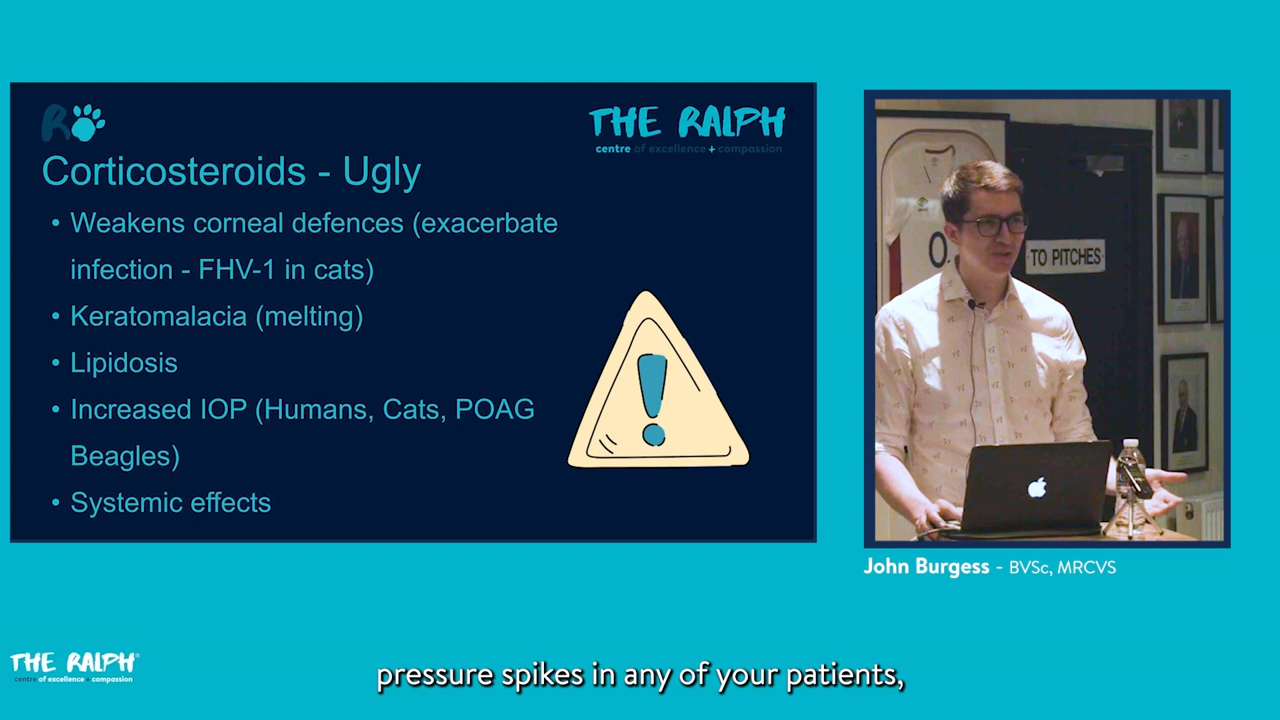 THE RALPH
centre of excellence + compassion
Corticosteroids - Ugly
• Weakens corneal defences (exacerbate
infection - FHV-1 in cats)
• Keratomalacia (melting)
• Lipidosis
• Increased IOP (Humans, Cats, POAG
Beagles)
• Systemic effects
TO PITCHES
John Burgess - BVSc, MRCVS
THE RALPH®
centre of excellence + compassion
pressure spikes in any of your patients,